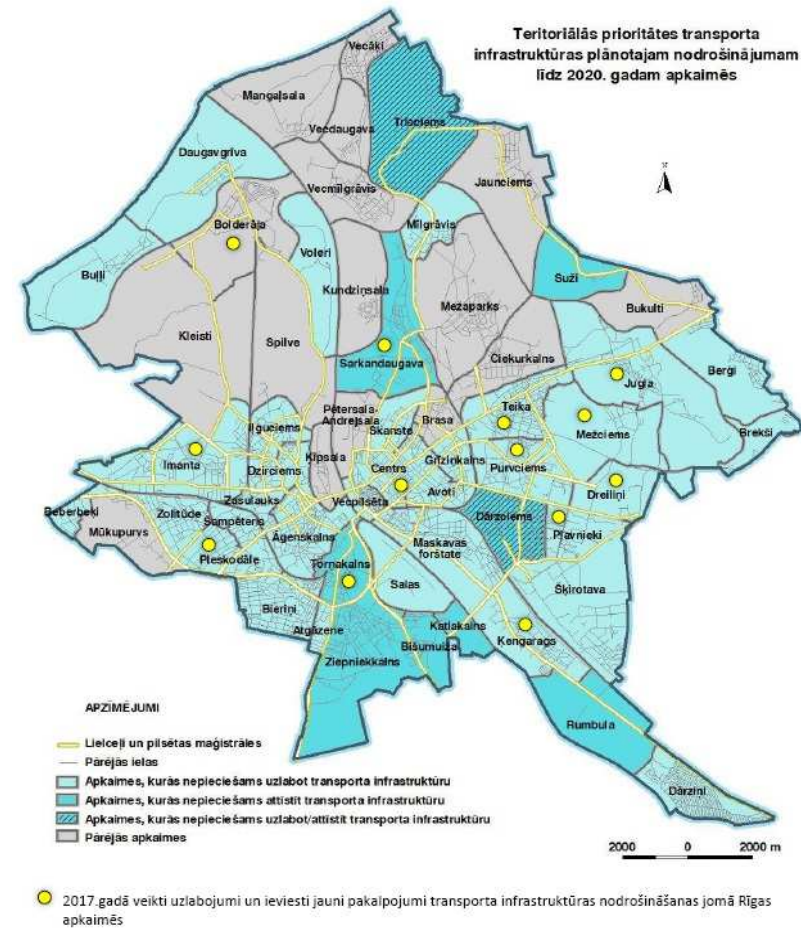 Teritoriālās prioritātes transporta
infrastruktūras plānotajam nodrošinājumam
līdz 2020. gadam apkaimēs
Vecāķi
Mangaļsala
Vecdaugava
Trīsciems
Daugavgrīva
Vecmīlgrāvis
Jaunciems
Bolderāja
Mīlgrāvis
Voleri
Buļļi
Kundziņsala
Suži
Mežaparks
Bukulti
Kleisti
Spilve
Sarkandaugava
Čiekurkalns
Jugla
Berģi
Pētersala-
Andrejsala
Brasa
Teika
Skanste
Mežciems
Brekši
Iļģuciems
Ķīpsala
Imanta
Dzirciems
Centrs
Grīziņkalns
Purvciems
Dreiliņi
Zasulauks
Vecpilsēta
Avoti
Beberbeķi
Zolitūde
Šampēteris
Dārzciems
Pļavnieki
Mūkupurvs
Āgenskalns
Maskavas
forštate
Pleskodāle
Torņakalns
Salas
Šķirotava
Bieriņi
Atgāzene
Katlakalns
Ķengarags
Bišumuiža
Ziepniekkalns
Rumbula
Dārziņi
APZĪMĒJUMI
Lielceļi un pilsētas maģistrāles
Pārējās ielas
Apkaimes, kurās nepieciešams uzlabot transporta infrastruktūru
Apkaimes, kurās nepieciešams attīstīt transporta infrastruktūru
Apkaimes, kurās nepieciešams uzlabot/attīstīt transporta infrastruktūru
Pārējās apkaimes
2000 0 2000 m
2017.gadā veikti uzlabojumi un ieviesti jauni pakalpojumi transporta infrastruktūras nodrošināšanas jomā Rīgas
apkaimēs